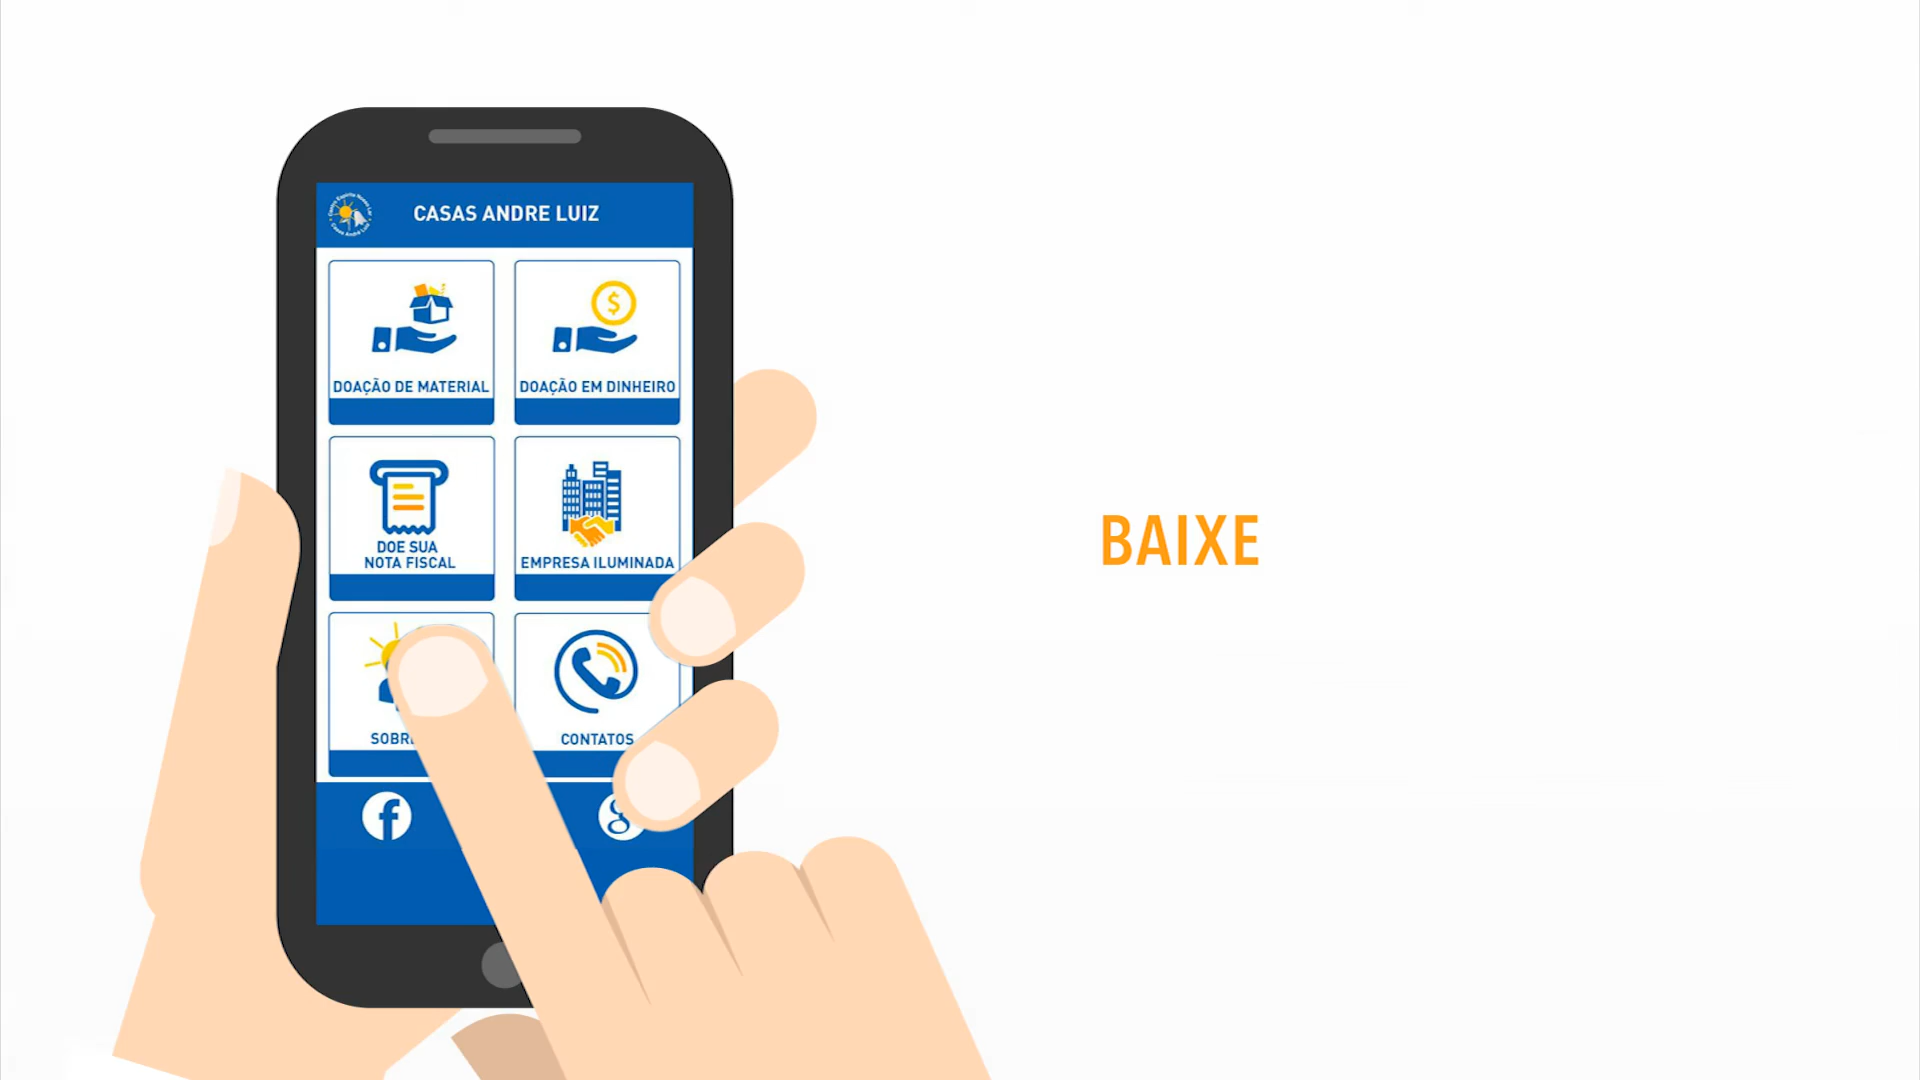 CASAS ANDRE LUIZ
DOAÇÃO DE MATERIAL
DOAÇÃO EM DINHEIRO
DOE SUA
NOTA FISCAL
EMPRESA ILUMINADA
CONTATOS
BAIXE